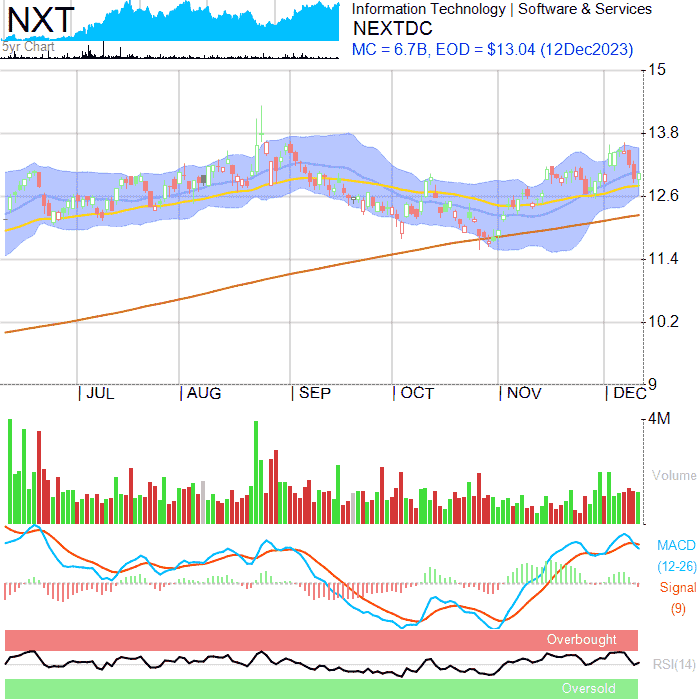 NXT
5yr Chart
Information Technology | Software & Services
NEXTDC
MC = 6.7B, EOD = $13.04 (12Dec2023)
15
13.8
12.6
11.4
10.2
9
JUL
AUG
SEP
OCT
NOV
DEC
4M
Volume
MACD
(12-26)
Signal
(9)
Overbought
RSI(14)
Oversold